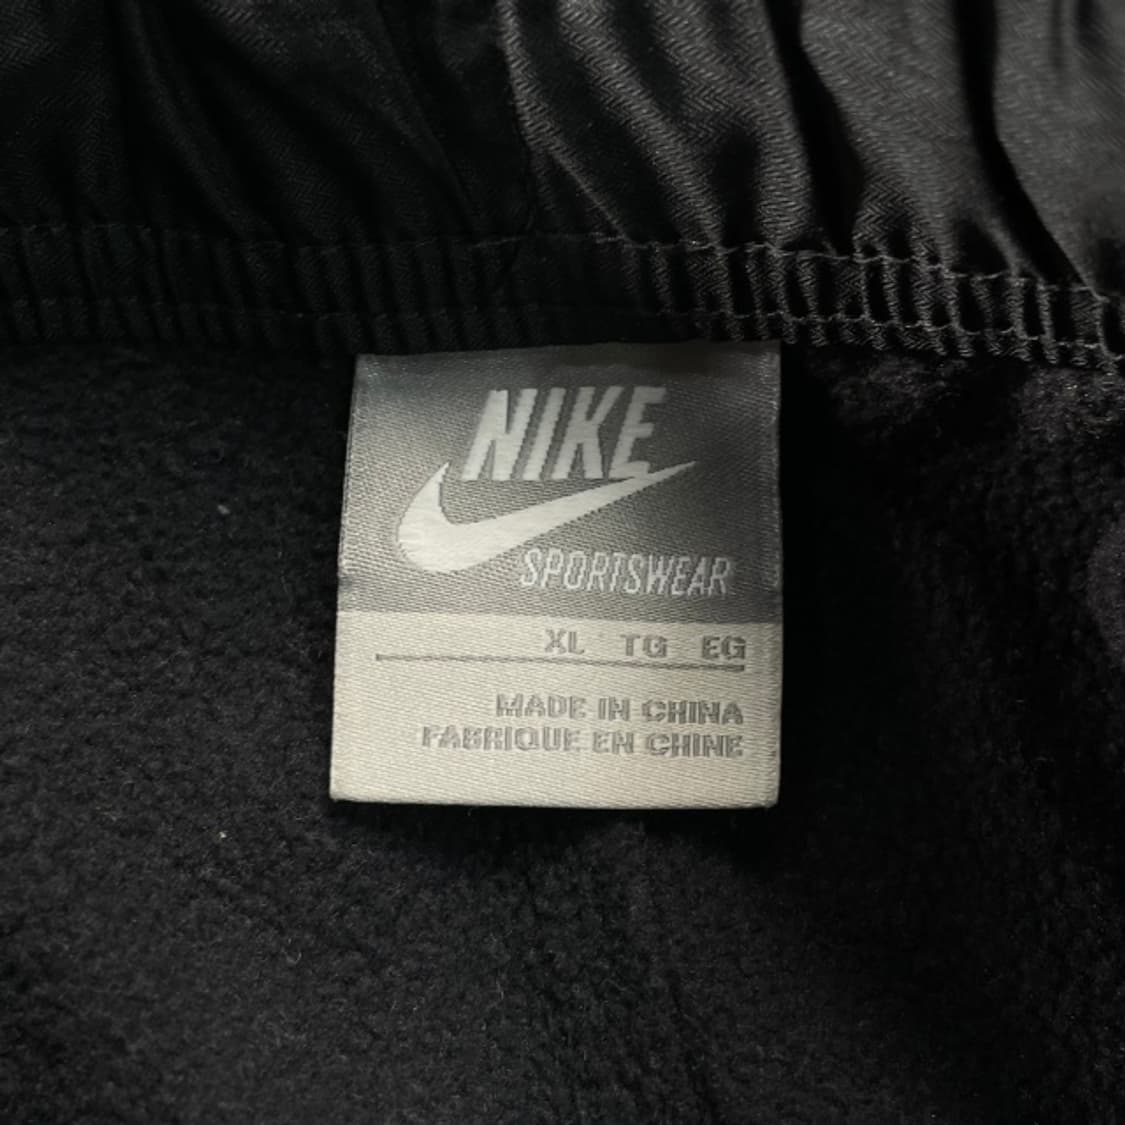 NIKE
SPORTSWEAR
XL TG EG
MADE IN CHINA
FABRIQUE EN CHINE